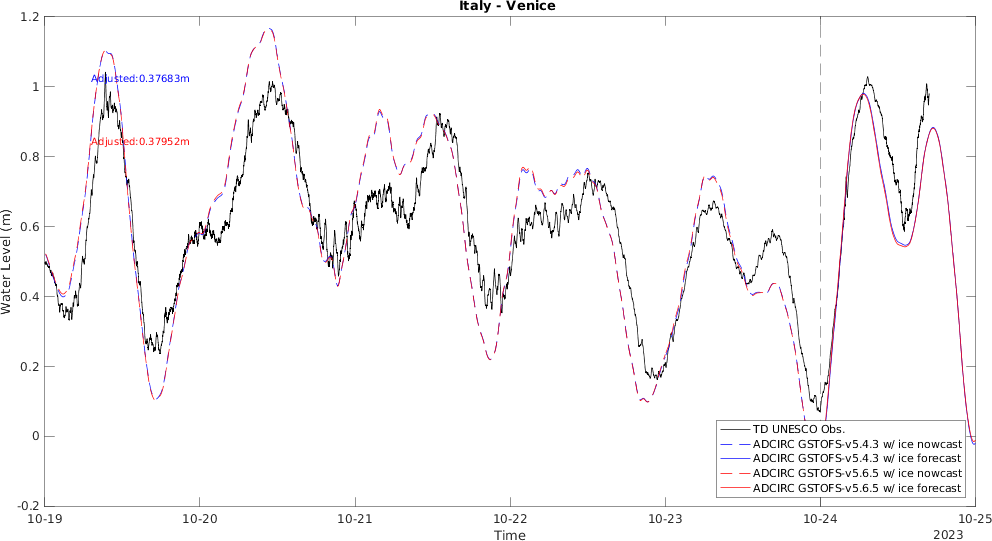 Italy - Venice
1.2
1
0.8
0.6
0.4
0.2
0
-0.2
Water Level (m)
Adjusted:0.37683m
Adjusted:0.37952m
TD UNESCO Obs.
ADCIRC GSTOFS-v5.4.3 w/ ice nowcast
ADCIRC GSTOFS-v5.4.3 w/ ice forecast
ADCIRC GSTOFS-v5.6.5 w/ ice nowcast
ADCIRC GSTOFS-v5.6.5 w/ ice forecast
10-19 10-20 10-21 10-22 10-23 10-24 10-25
Time
2023